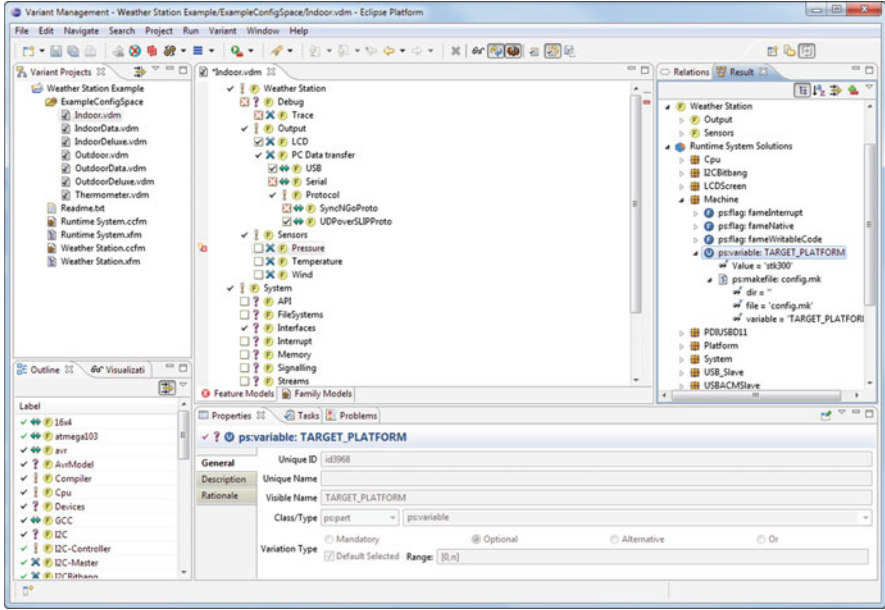 Variant Management - Weather Station Example/ExampleConfigSpace/Indoor.vdm - Eclipse Platform
File Edit Navigate Search Project Run Variant Window Help
Variant Projects
Weather Station Example
ExampleConfigSpace
Indoor.vdm
IndoorData.vdm
IndoorDeluxe.vdm
Outdoor.vdm
OutdoorData.vdm
OutdoorDeluxe.vdm
Thermometer.vdm
Readme.txt
Runtime System.ccfm
Runtime System.xfm
Weather Station.ccfm
Weather Station.xfm
*Indoor.vdm
Weather Station
Debug
Trace
Output
LCD
PC Data transfer
USB
Serial
Protocol
SyncNGoProto
UDPoverSLIPProto
Sensors
Pressure
Temperature
Wind
System
API
FileSystems
Interfaces
Interrupt
Memory
Signalling
Streams
Feature Models Family Models
Relations Result
Weather Station
Output
Sensors
Runtime System Solutions
Cpu
I2CBitbang
LCDScreen
Machine
ps:flag: fameInterrupt
ps:flag: fameNative
ps:flag: fameWritableCode
ps:variable: TARGET_PLATFORM
Value = 'stk300'
ps:makefile: config.mk
dir = ''
file = 'config.mk'
variable = 'TARGET_PLATFORM
PDIUSBD11
Platform
System
USB_Slave
USBACMSlave
Outline Visualizati
Label
16x4
atmega103
avr
AvrModel
Compiler
Cpu
Devices
GCC
I2C
I2C-Controller
I2C-Master
I2CBitbang
Properties Tasks Problems
ps:variable: TARGET_PLATFORM
General
Description
Rationale
Unique ID id3968
Unique Name
Visible Name TARGET_PLATFORM
Class/Type ps:part ps:variable
Variation Type Mandatory Optional Alternative Or
Default Selected Range: [0,n]